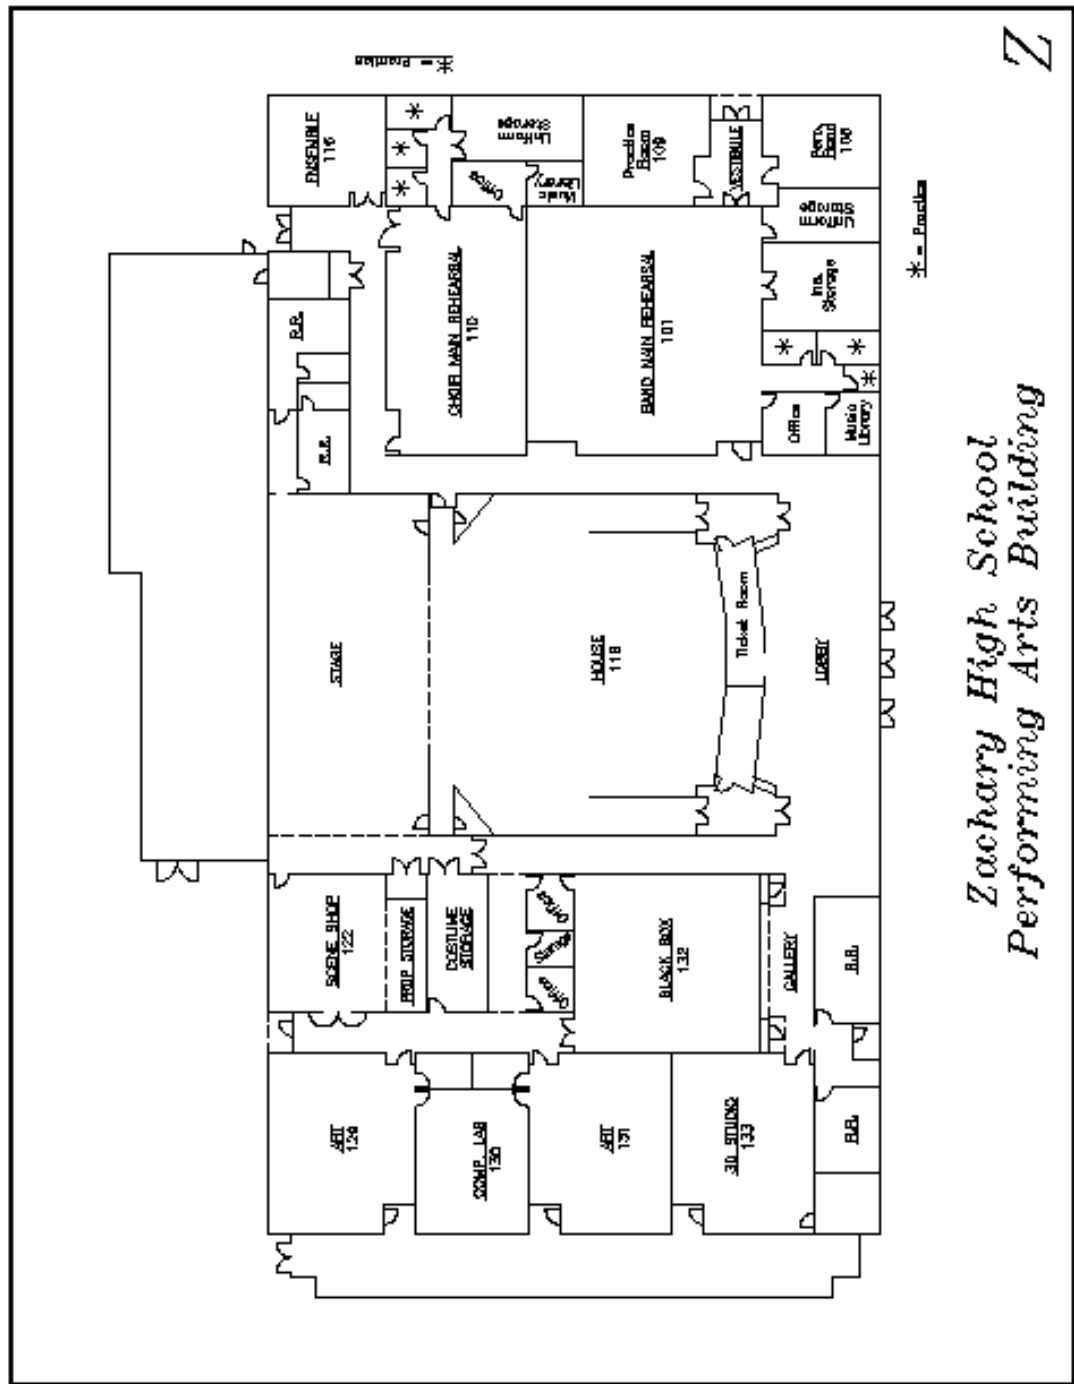 * = Practice
ENSEMBLE
116
*
*
*
Uniform
Storage
Office
Music
Library
Practice
Room
109
VESTIBULE
108
Uniform
Storage
Ins.
Storage
*
*
*
Office
Music
Library
* = Practice
R.R.
R.R.
CHOIR MAIN REHEARSAL
110
BAND MAIN REHEARSAL
101
STAGE
HOUSE
118
Ticket Room
LOBBY
SCENE SHOP
122
PROP STORAGE
COSTUME
STORAGE
Office
Storage
Office
BLACK BOX
132
GALLERY
R.R.
ART
129
COMP. LAB
130
ART
131
3D STUDIO
133
R.R.
Zachary High School
Performing Arts Building
Z